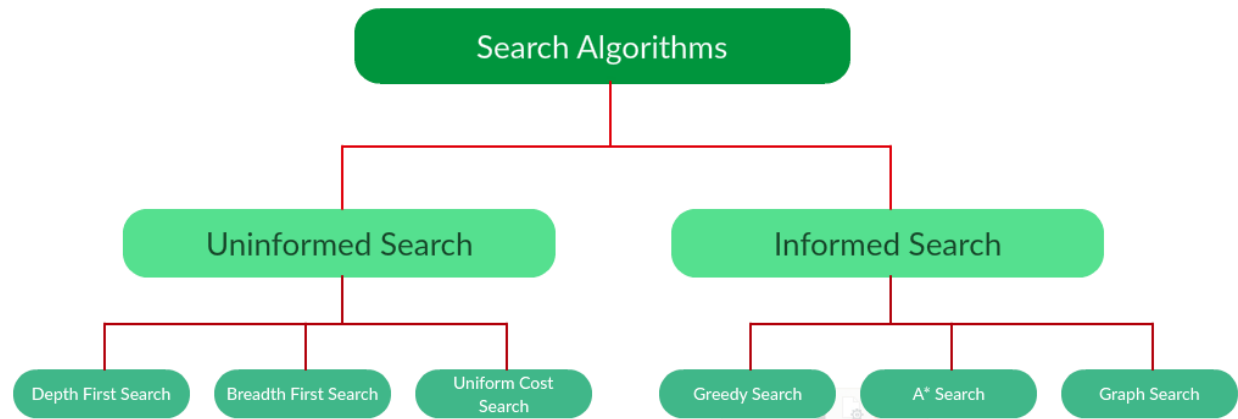 Search Algorithms
Uninformed Search
Informed Search
Depth First Search
Breadth First Search
Uniform Cost
Search
Greedy Search
A* Search
Graph Search